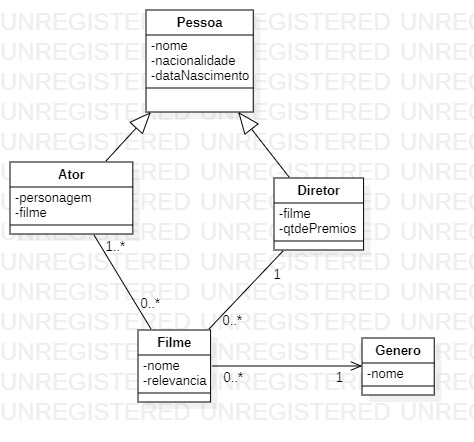 UNREGISTERED UNREGISTERED UNREGISTERED
Pessoa
-nome
-nacionalidade
-dataNascimento
Ator
-personagem
-filme
Diretor
-filme
-qtdePremios
1..*
1
0..*
0..*
Filme
-nome
-relevancia
0..*
1
Genero
-nome